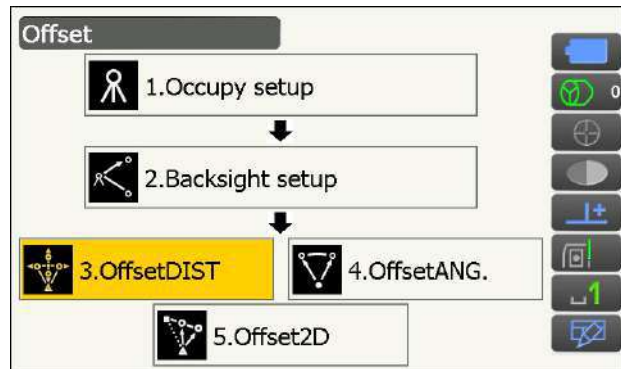 Offset
1.Occupy setup
0
2.Backsight setup
3.OffsetDIST
4.OffsetANG.
1
5.Offset2D